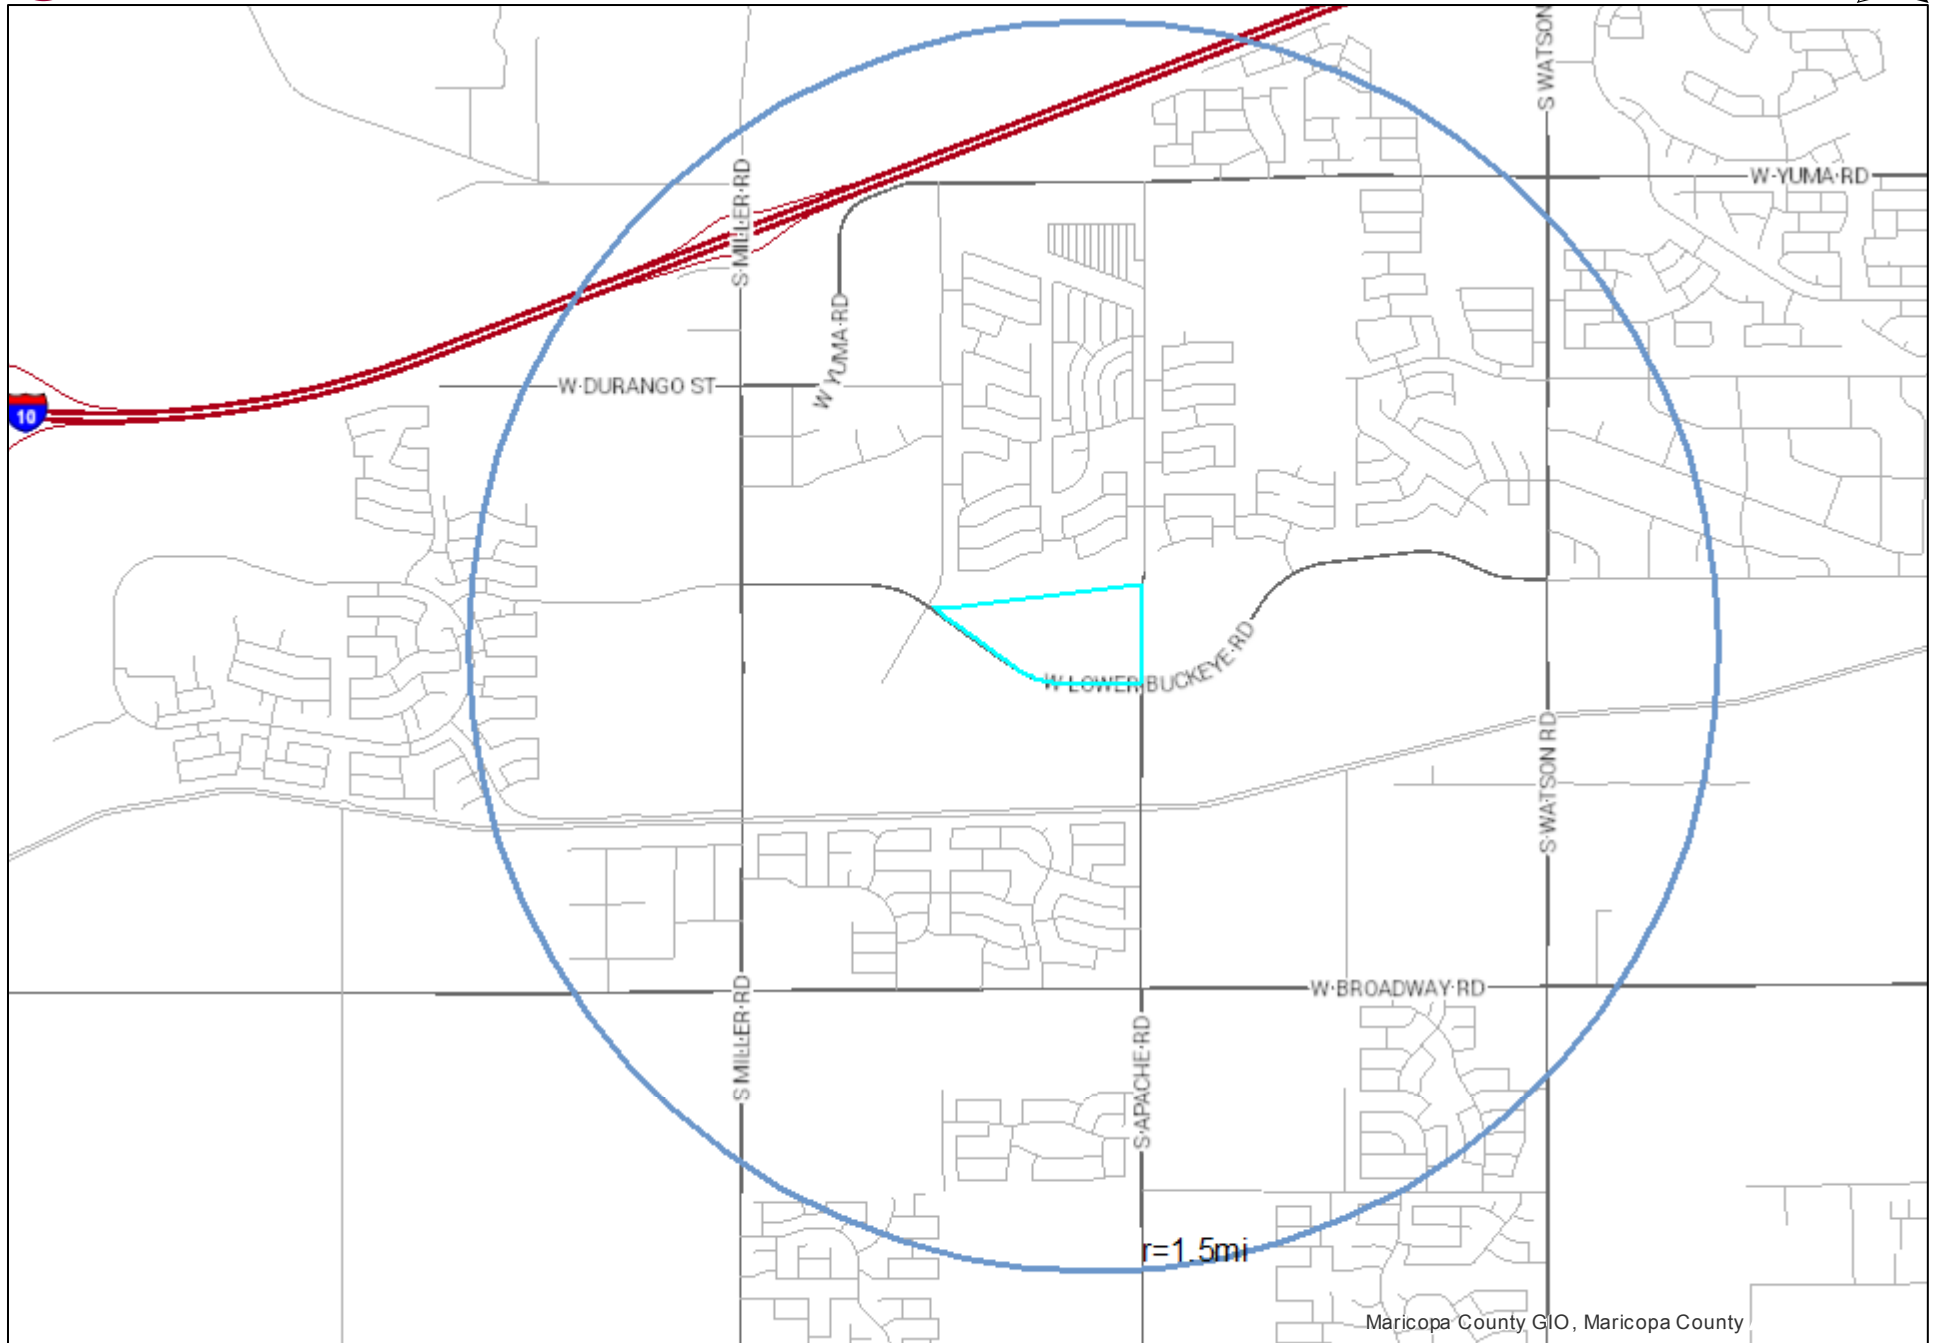 S WATSON
W YUMA RD
S MILLER RD
W YUMA RD
W DURANGO ST
10
W LOWER BUCKEYE RD
S WATSON RD
W BROADWAY RD
S MILLER RD
S APACHE RD
r=1.5mi
Maricopa County GIO, Maricopa County